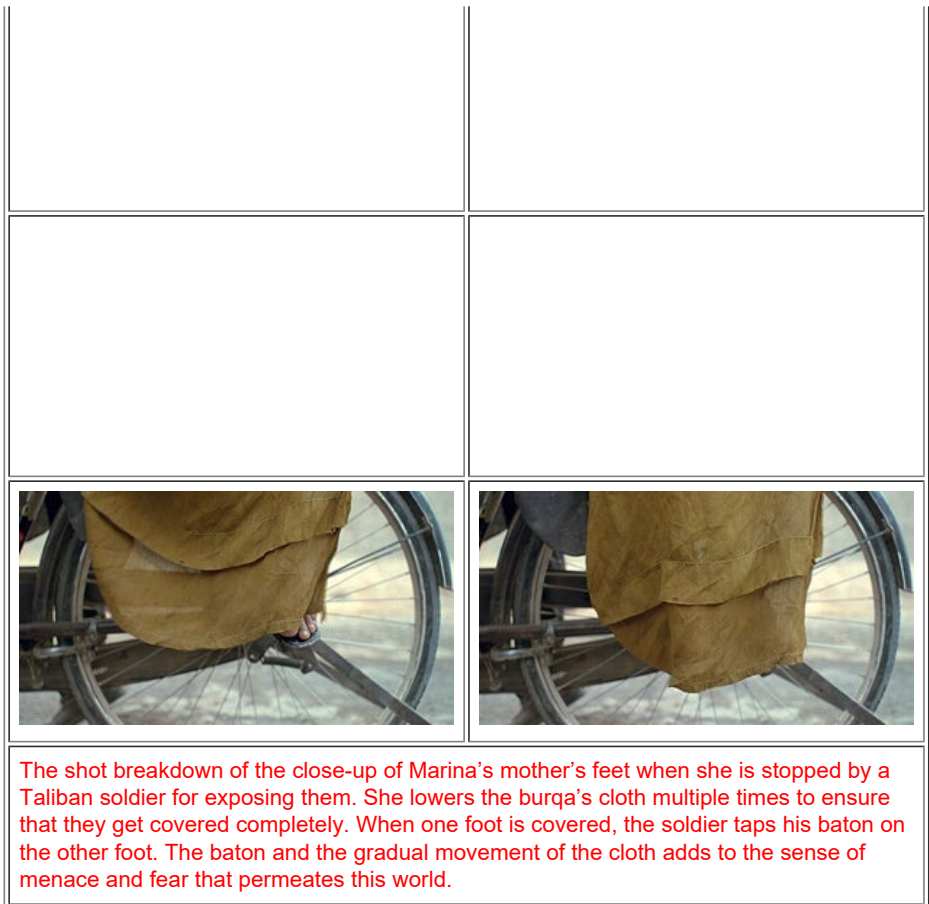 The shot breakdown of the close-up of Marina’s mother’s feet when she is stopped by a
Taliban soldier for exposing them. She lowers the burqa’s cloth multiple times to ensure
that they get covered completely. When one foot is covered, the soldier taps his baton on
the other foot. The baton and the gradual movement of the cloth adds to the sense of
menace and fear that permeates this world.